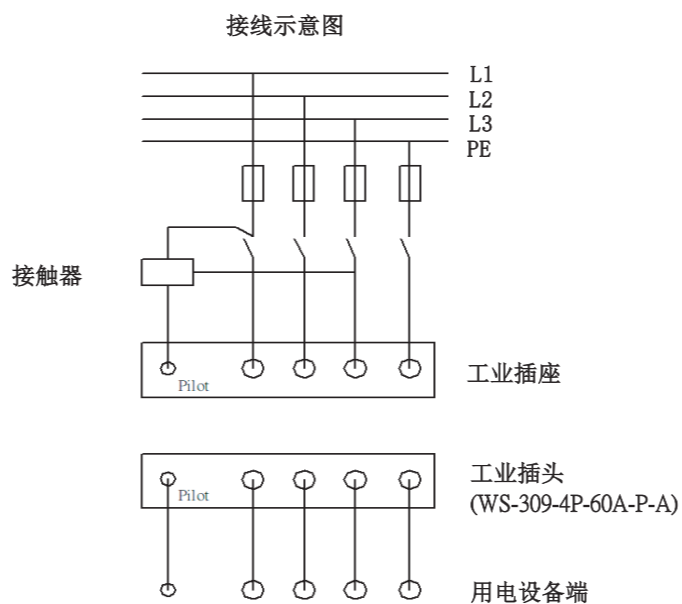 接线示意图
L1
L2
L3
PE
接触器
Pilot
工业插座
Pilot
工业插头
(WS-309-4P-60A-P-A)
用电设备端